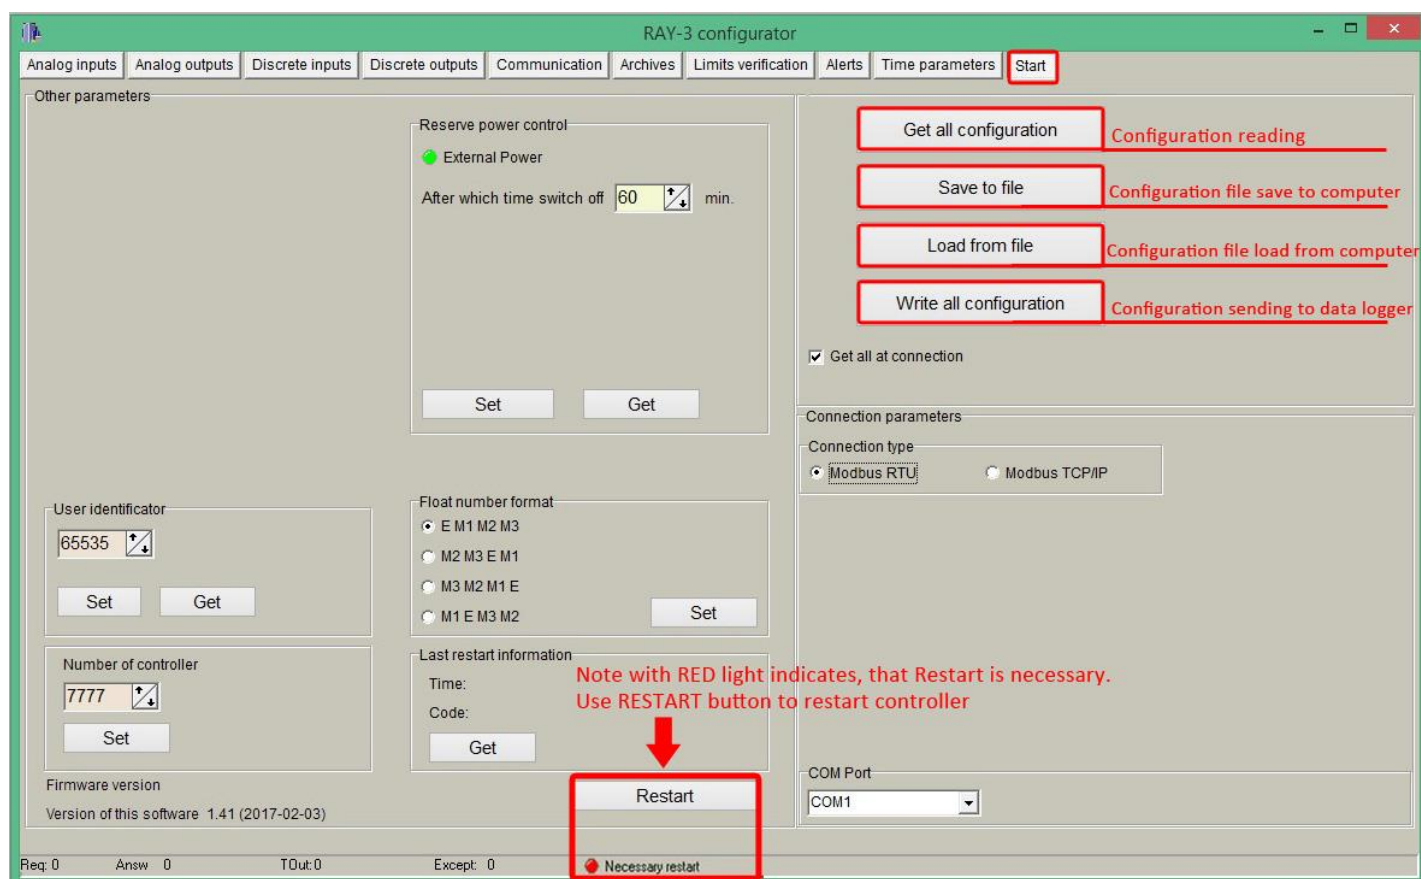 RAY-3 configurator
Analog inputs Analog outputs Discrete inputs Discrete outputs Communication Archives Limits verification Alerts Time parameters Start
Other parameters
Reserve power control
External Power
After which time switch off 60 min.
Set Get
User identificator
65535
Set Get
Float number format
E M1 M2 M3
M2 M3 E M1
M3 M2 M1 E
M1 E M3 M2
Set
Number of controller
7777
Set
Last restart information
Time:
Code:
Get
Note with RED light indicates, that Restart is necessary.
Use RESTART button to restart controller
Restart
Firmware version
Version of this software 1.41 (2017-02-03)
Get all configuration Configuration reading
Save to file Configuration file save to computer
Load from file Configuration file load from computer
Write all configuration Configuration sending to data logger
Get all at connection
Connection parameters
Connection type
Modbus RTU Modbus TCP/IP
COM Port
COM1
Req: 0 Answ 0 TOut: 0 Except: 0 Necessary restart